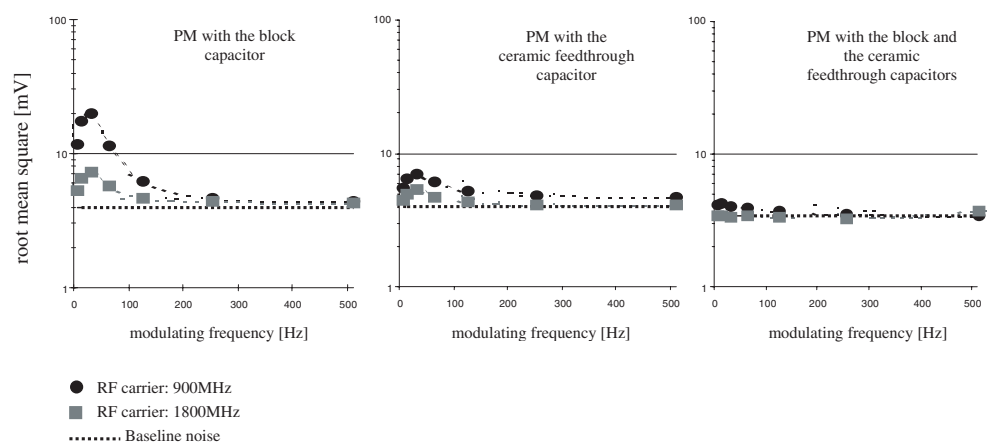 PM with the block
capacitor
PM with the
ceramic feedthrough
capacitor
PM with the block and
the ceramic
feedthrough capacitors
root mean square [mV]
100
10
1
100
10
1
100
10
1
0 100 200 300 400 500
0 100 200 300 400 500
0 100 200 300 400 500
modulating frequency [Hz]
modulating frequency [Hz]
modulating frequency [Hz]
RF carrier: 900MHz
RF carrier: 1800MHz
Baseline noise